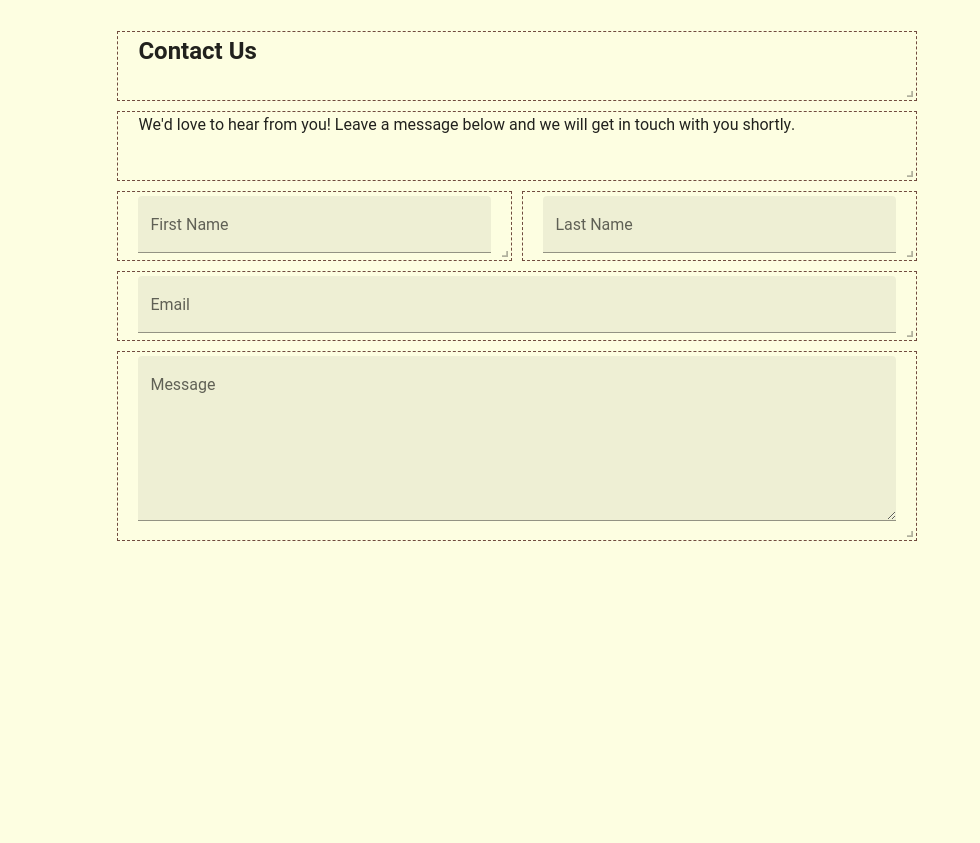 Contact Us
We'd love to hear from you! Leave a message below and we will get in touch with you shortly.
First Name
Last Name
Email
Message